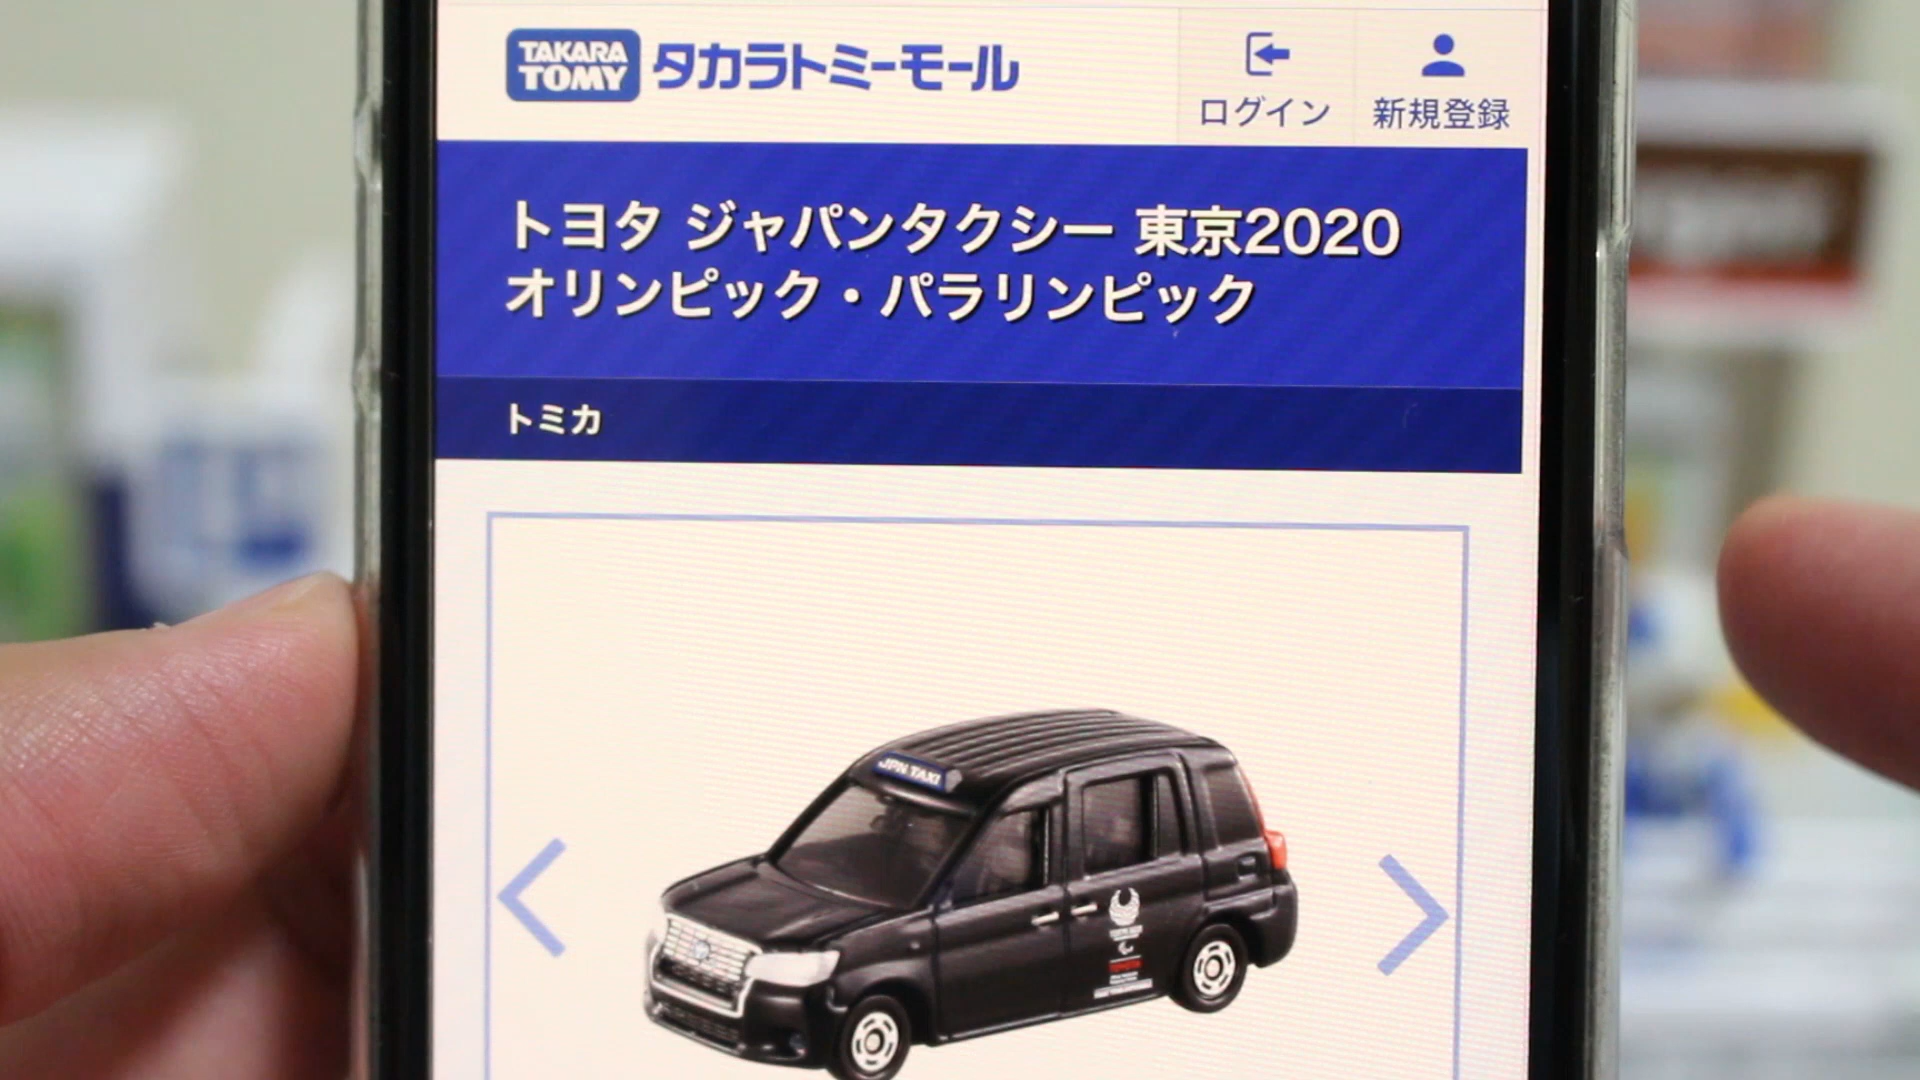 TAKARA
TOMY
タカラトミーモール
ログイン
新規登録
トヨタ ジャパンタクシー 東京2020
オリンピック・パラリンピック
トミカ
JPN TAXI
TOYOTA